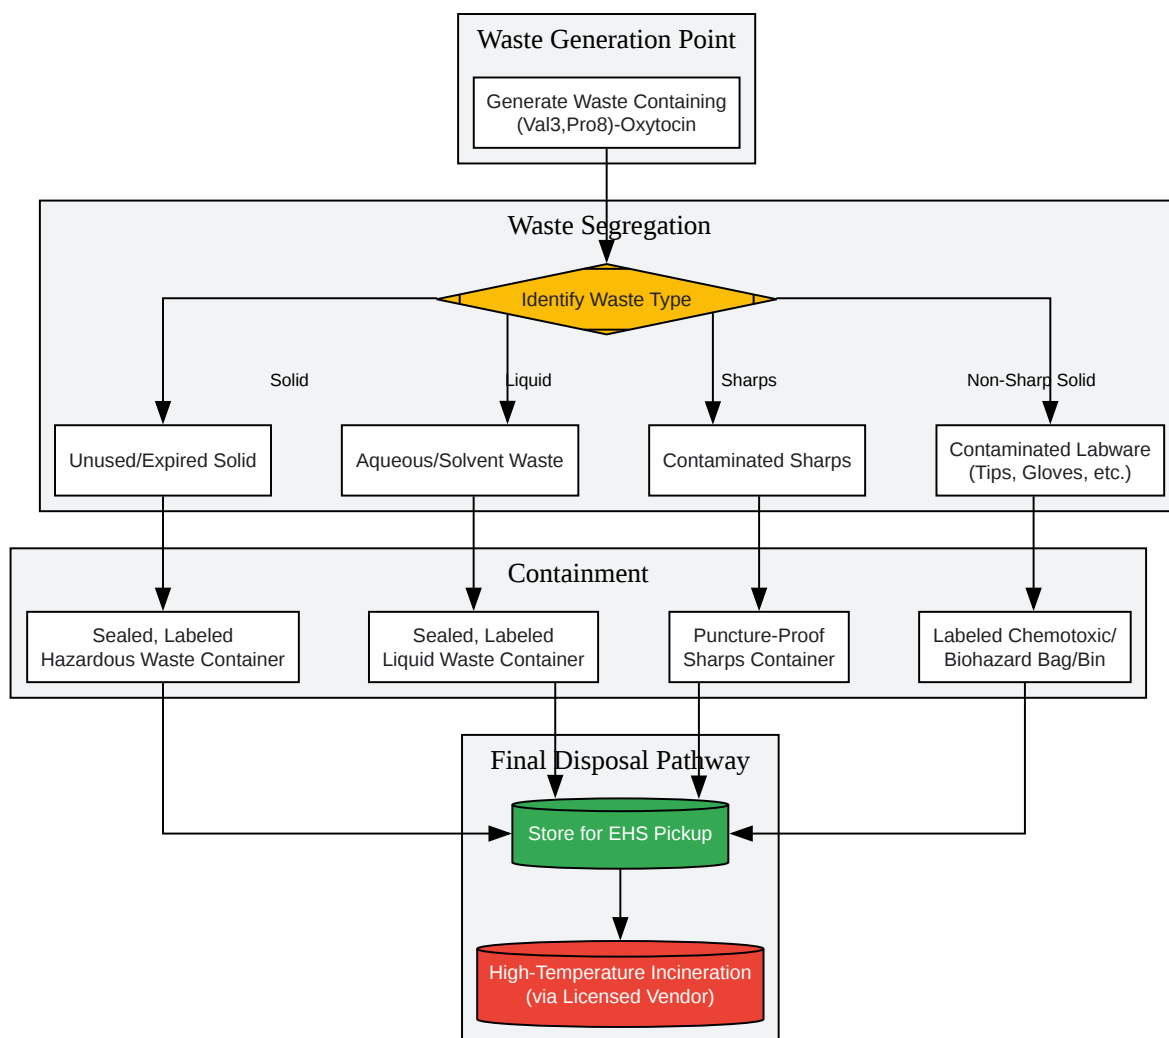 Waste Generation Point
Generate Waste Containing
(Val3,Pro8)-Oxytocin
Waste Segregation
Identify Waste Type
Solid
Liquid
Sharps
Non-Sharp Solid
Unused/Expired Solid
Aqueous/Solvent Waste
Contaminated Sharps
Contaminated Labware
(Tips, Gloves, etc.)
Containment
Sealed, Labeled
Hazardous Waste Container
Sealed, Labeled
Liquid Waste Container
Puncture-Proof
Sharps Container
Labeled Chemotoxic/
Biohazard Bag/Bin
Final Disposal Pathway
Store for EHS Pickup
High-Temperature Incineration
(via Licensed Vendor)